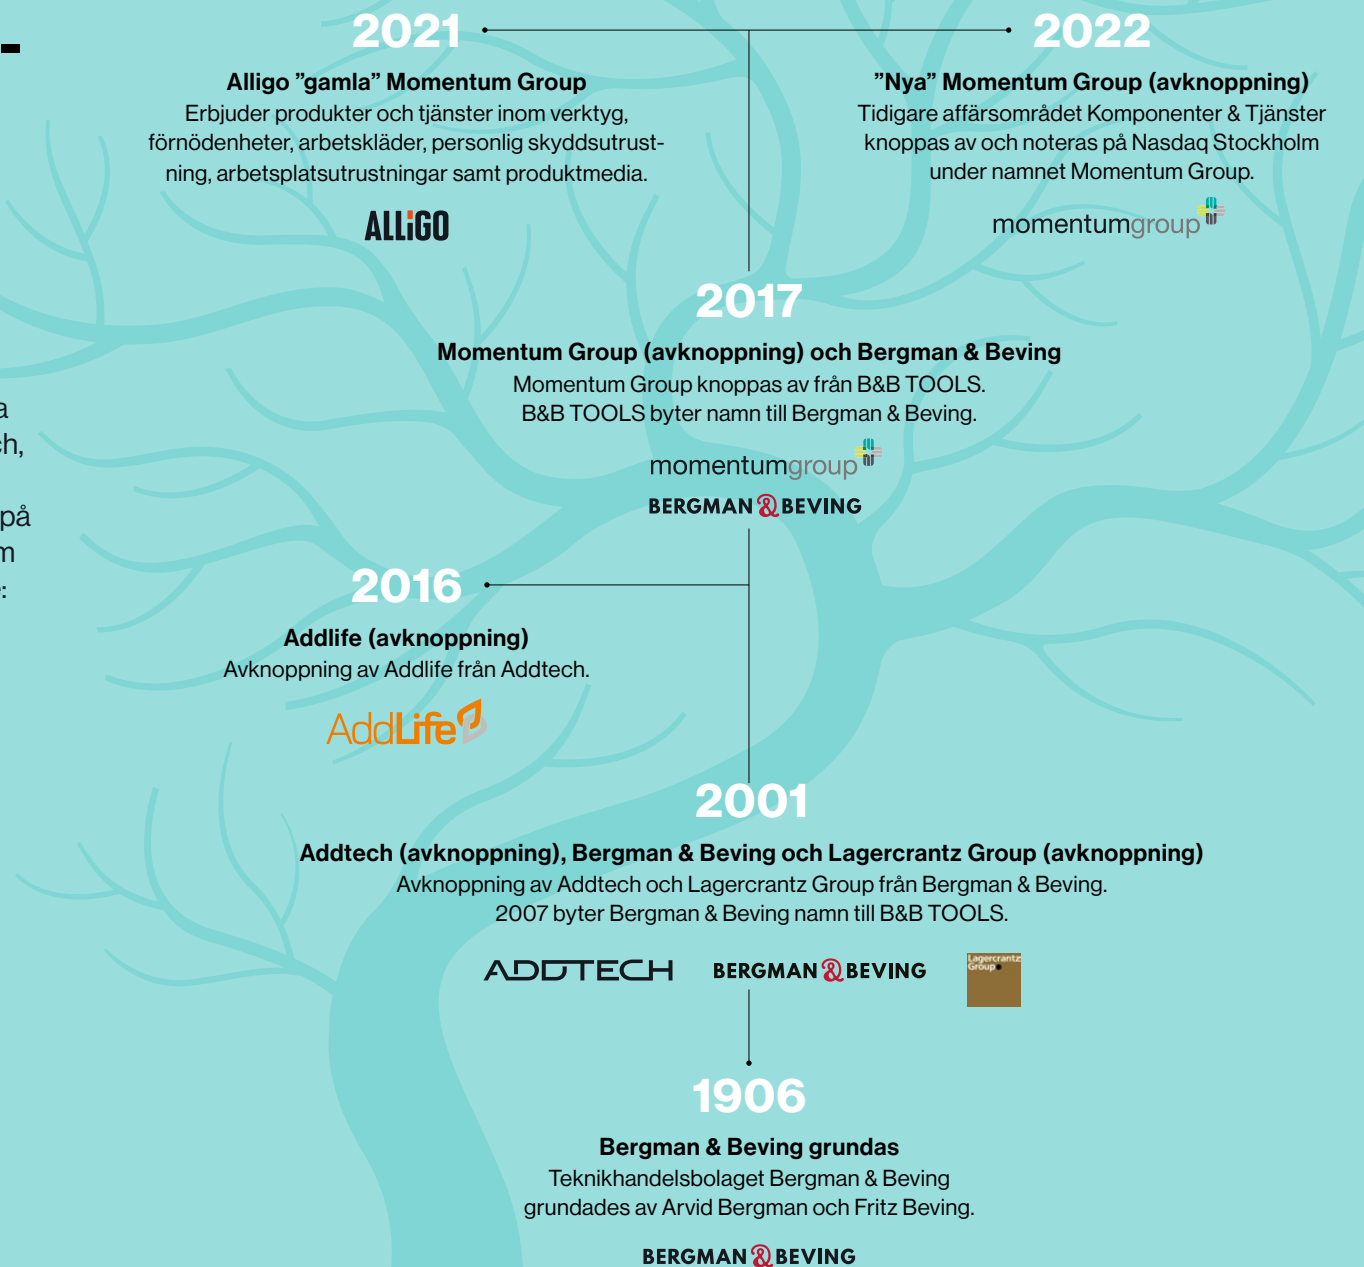 2021
Alligo ”gamla” Momentum Group
Erbjuder produkter och tjänster inom verktyg,
förnödenheter, arbetskläder, personlig skyddsutrust-
ning, arbetsplatsutrustningar samt produktmedia.
ALLiGO
2022
”Nya” Momentum Group (avknoppning)
Tidigare affärsområdet Komponenter & Tjänster
knoppas av och noteras på Nasdaq Stockholm
under namnet Momentum Group.
momentumgroup
2017
Momentum Group (avknoppning) och Bergman & Beving
Momentum Group knoppas av från B&B TOOLS.
B&B TOOLS byter namn till Bergman & Beving.
momentumgroup
BERGMAN & BEVING
på
2016
Addlife (avknoppning)
Avknoppning av Addlife från Addtech.
AddLife
2001
Addtech (avknoppning), Bergman & Beving och Lagercrantz Group (avknoppning)
Avknoppning av Addtech och Lagercrantz Group från Bergman & Beving.
2007 byter Bergman & Beving namn till B&B TOOLS.
ADDTECH
BERGMAN & BEVING
Lagercrantz
Group
1906
Bergman & Beving grundas
Teknikhandelsbolaget Bergman & Beving
grundades av Arvid Bergman och Fritz Beving.
BERGMAN & BEVING